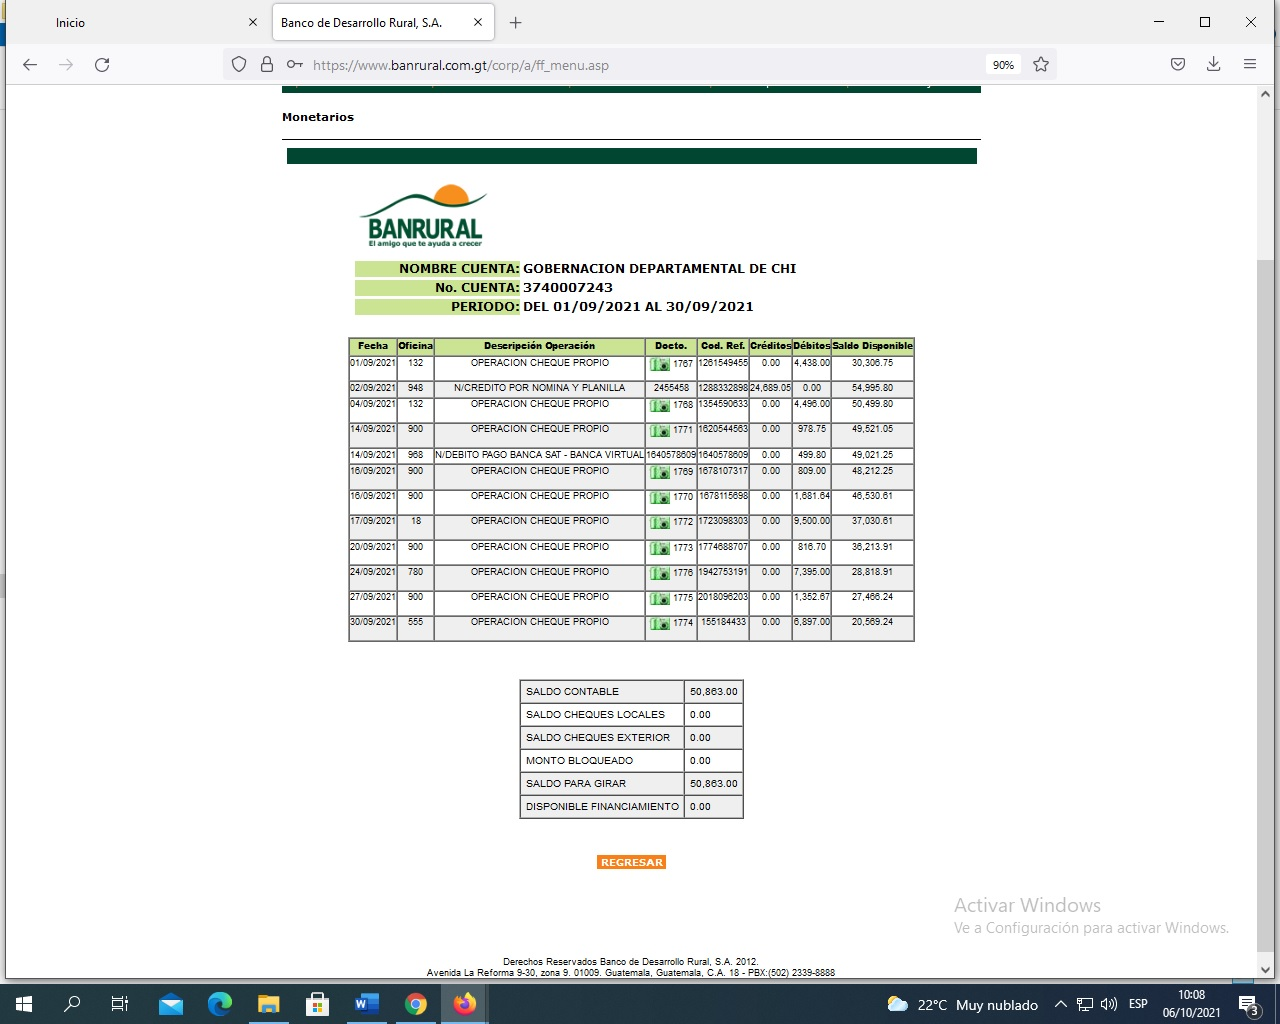 Inicio
Banco de Desarrollo Rural, S.A.
https://www.banrural.com.gt/corp/a/ff_menu.asp
90%
Monetarios
BANRURAL
El amigo que te ayuda a crecer
NOMBRE CUENTA: GOBERNACION DEPARTAMENTAL DE CHI
No. CUENTA: 3740007243
PERIODO: DEL 01/09/2021 AL 30/09/2021
Fecha Oficina Descripción Operación Docto. Cod. Ref. Créditos Débitos Saldo Disponible
01/09/2021 132 OPERACION CHEQUE PROPIO 1767 1261549455 0.00 4,438.00 30,306.75
02/09/2021 948 N/CREDITO POR NOMINA Y PLANILLA 2455458 1288332898 24,689.05 0.00 54,995.80
04/09/2021 132 OPERACION CHEQUE PROPIO 1768 1354590633 0.00 4,496.00 50,499.80
14/09/2021 900 OPERACION CHEQUE PROPIO 1771 1620544563 0.00 978.75 49,521.05
14/09/2021 968 N/DEBITO PAGO BANCA SAT - BANCA VIRTUAL 1640578609 1640578609 0.00 499.80 49,021.25
16/09/2021 900 OPERACION CHEQUE PROPIO 1769 1678107317 0.00 809.00 48,212.25
16/09/2021 900 OPERACION CHEQUE PROPIO 1770 1678115698 0.00 1,681.64 46,530.61
17/09/2021 18 OPERACION CHEQUE PROPIO 1772 1723098303 0.00 9,500.00 37,030.61
20/09/2021 900 OPERACION CHEQUE PROPIO 1773 1774688707 0.00 816.70 36,213.91
24/09/2021 780 OPERACION CHEQUE PROPIO 1776 1942753191 0.00 7,395.00 28,818.91
27/09/2021 900 OPERACION CHEQUE PROPIO 1775 2018096203 0.00 1,352.67 27,466.24
30/09/2021 555 OPERACION CHEQUE PROPIO 1774 155184433 0.00 6,897.00 20,569.24
SALDO CONTABLE 50,863.00
SALDO CHEQUES LOCALES 0.00
SALDO CHEQUES EXTERIOR 0.00
MONTO BLOQUEADO 0.00
SALDO PARA GIRAR 50,863.00
DISPONIBLE FINANCIAMIENTO 0.00
REGRESAR
Activar Windows
Ve a Configuración para activar Windows.
Derechos Reservados Banco de Desarrollo Rural, S.A. 2012.
Avenida La Reforma 9-30, zona 9. 01009. Guatemala, Guatemala, C.A. 18 - PBX:(502) 2339-8888
22°C Muy nublado
ESP
10:08
06/10/2021
3